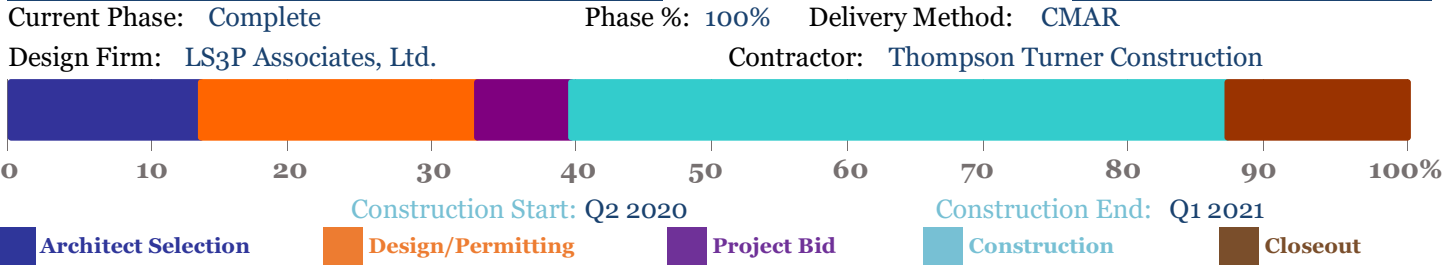 Current Phase: Complete Phase %: 100% Delivery Method: CMAR
Design Firm: LS3P Associates, Ltd. Contractor: Thompson Turner Construction
0 10 20 30 40 50 60 70 80 90 100%
Construction Start: Q2 2020 Construction End: Q1 2021
Architect Selection Design/Permitting Project Bid Construction Closeout